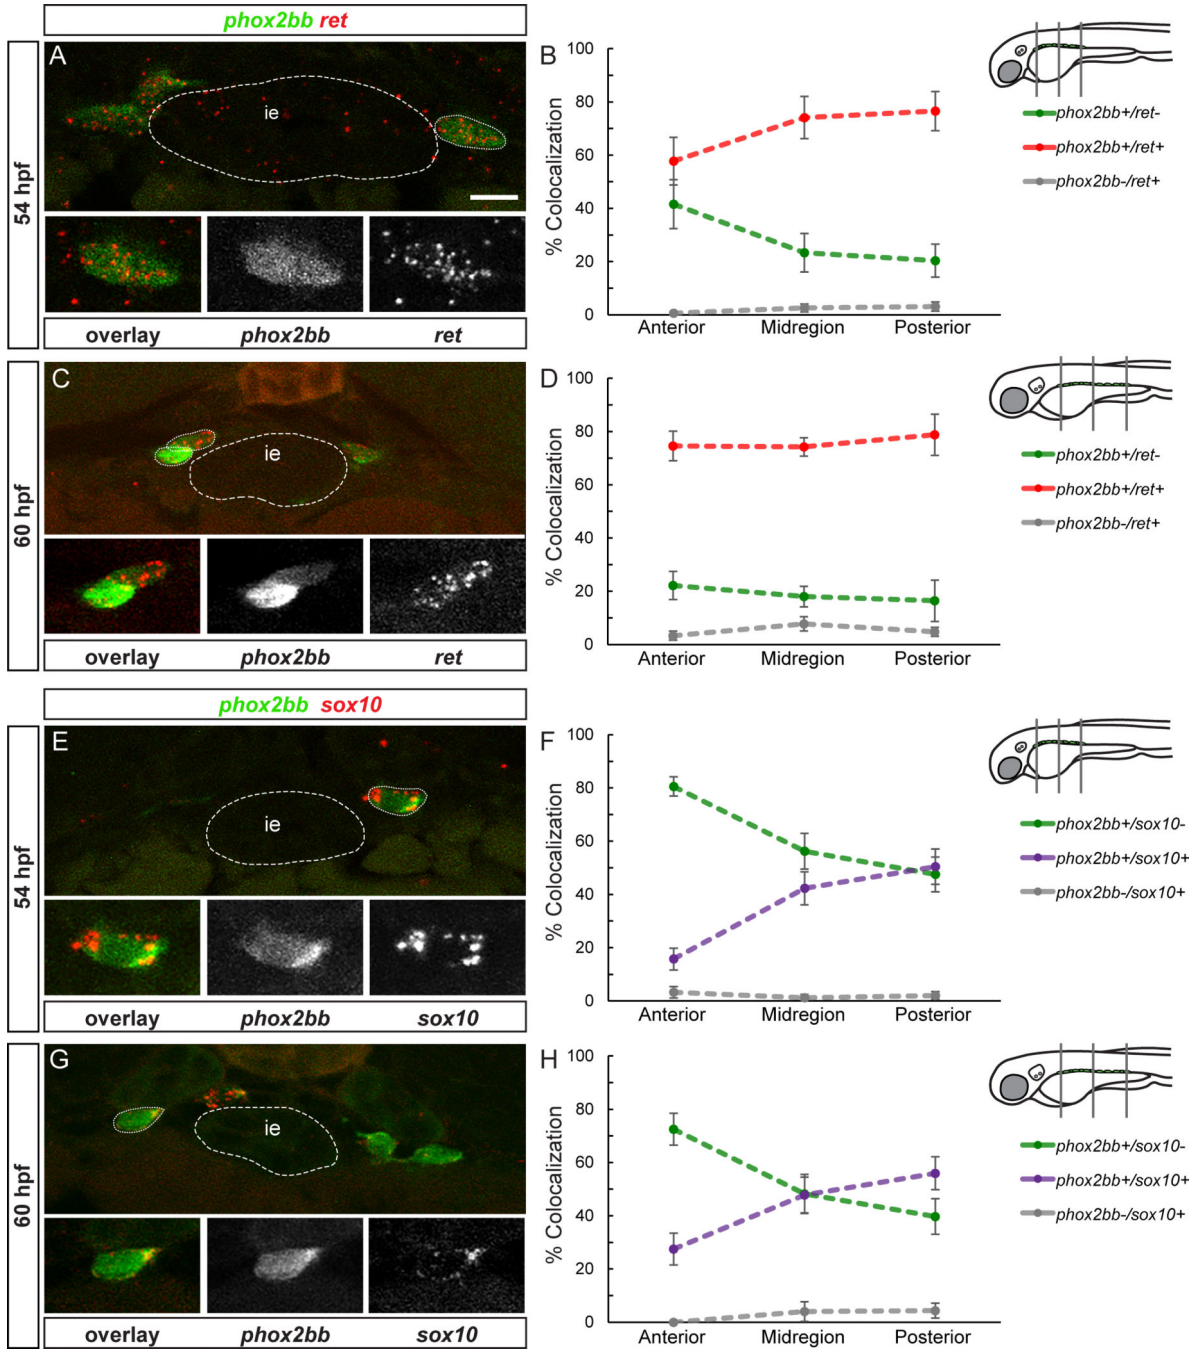 phox2bb ret
54 hpf
A
ie
overlay
phox2bb
ret
B
% Colocalization
100
80
60
40
20
0
Anterior
Midregion
Posterior
phox2bb+/ret-
phox2bb+/ret+
phox2bb-/ret+
60 hpf
C
ie
overlay
phox2bb
ret
D
% Colocalization
100
80
60
40
20
0
Anterior
Midregion
Posterior
phox2bb+/ret-
phox2bb+/ret+
phox2bb-/ret+
phox2bb sox10
54 hpf
E
ie
overlay
phox2bb
sox10
F
% Colocalization
100
80
60
40
20
0
Anterior
Midregion
Posterior
phox2bb+/sox10-
phox2bb+/sox10+
phox2bb-/sox10+
60 hpf
G
ie
overlay
phox2bb
sox10
H
% Colocalization
100
80
60
40
20
0
Anterior
Midregion
Posterior
phox2bb+/sox10-
phox2bb+/sox10+
phox2bb-/sox10+